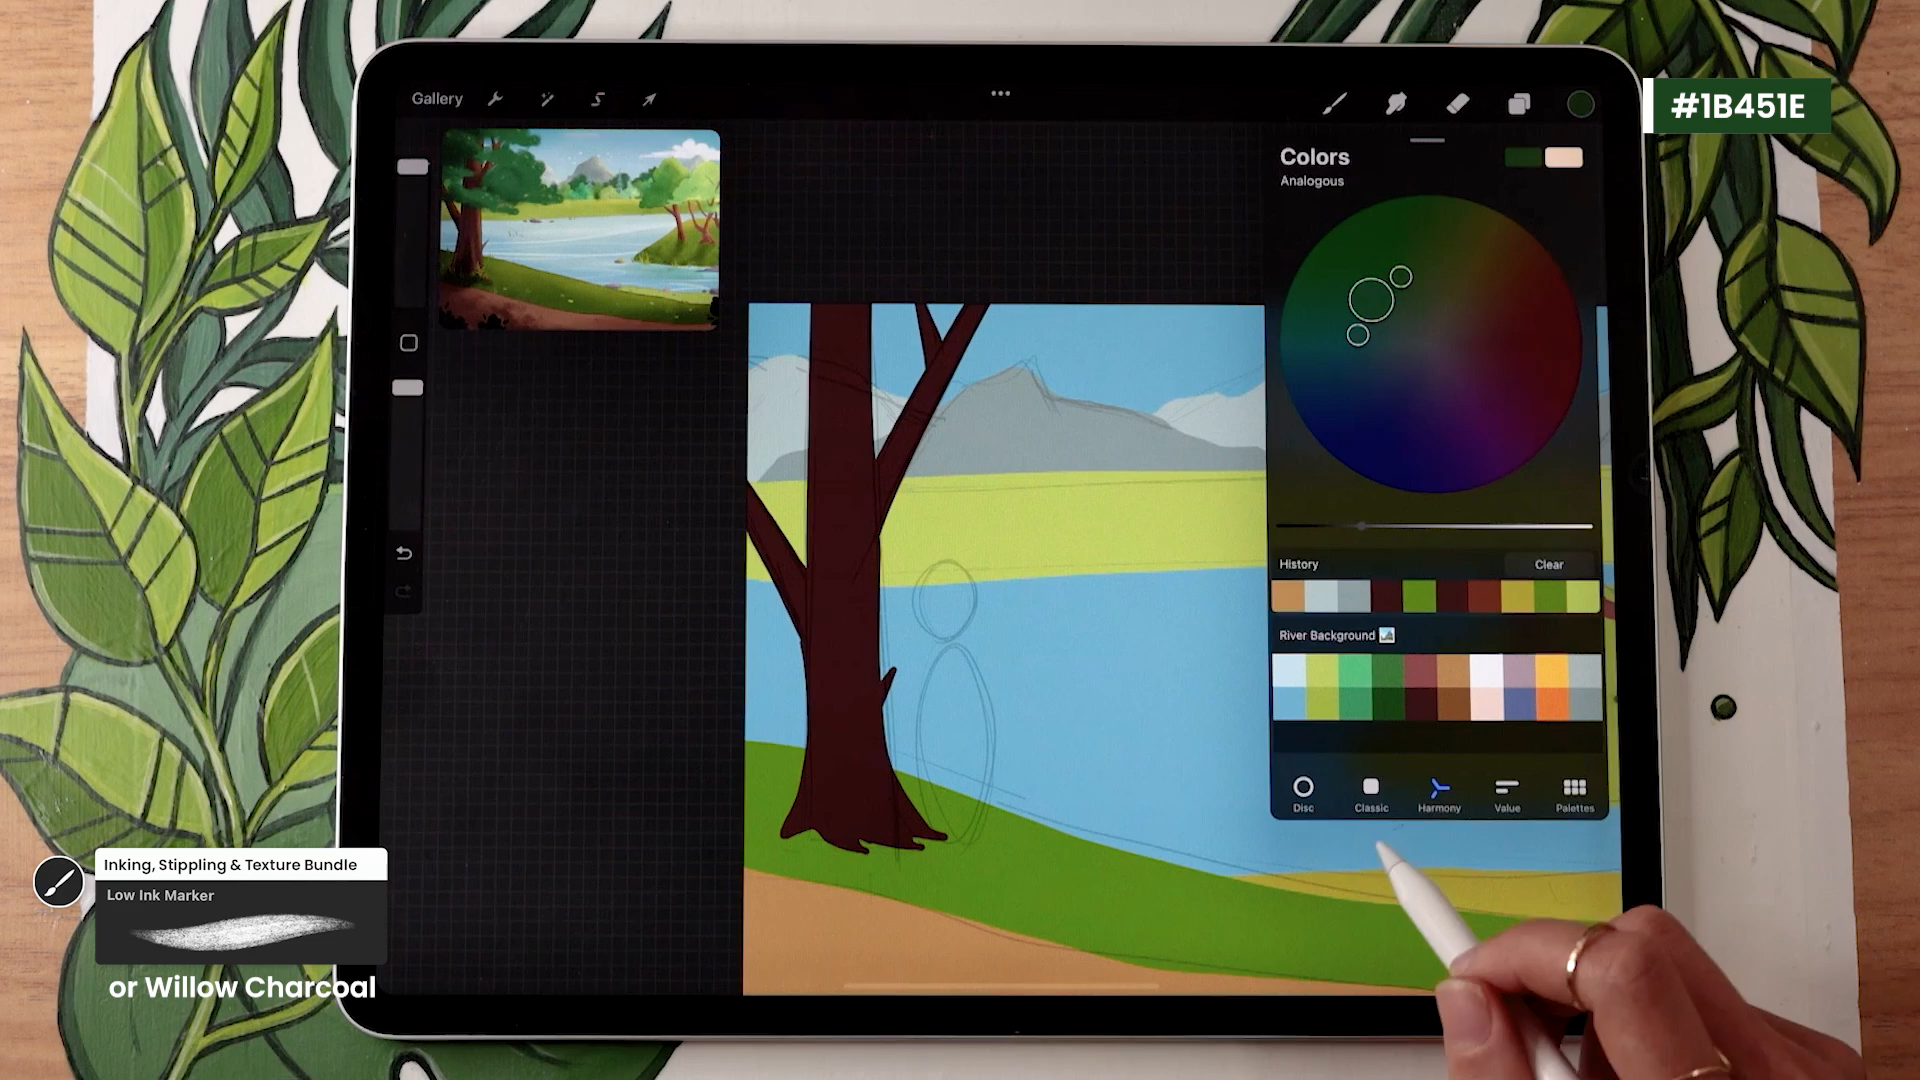 Gallery
#1B451E
Colors
Analogous
History
Clear
River Background
Disc
Classic
Harmony
Value
Palettes
Inking, Stippling & Texture Bundle
Low Ink Marker
or Willow Charcoal